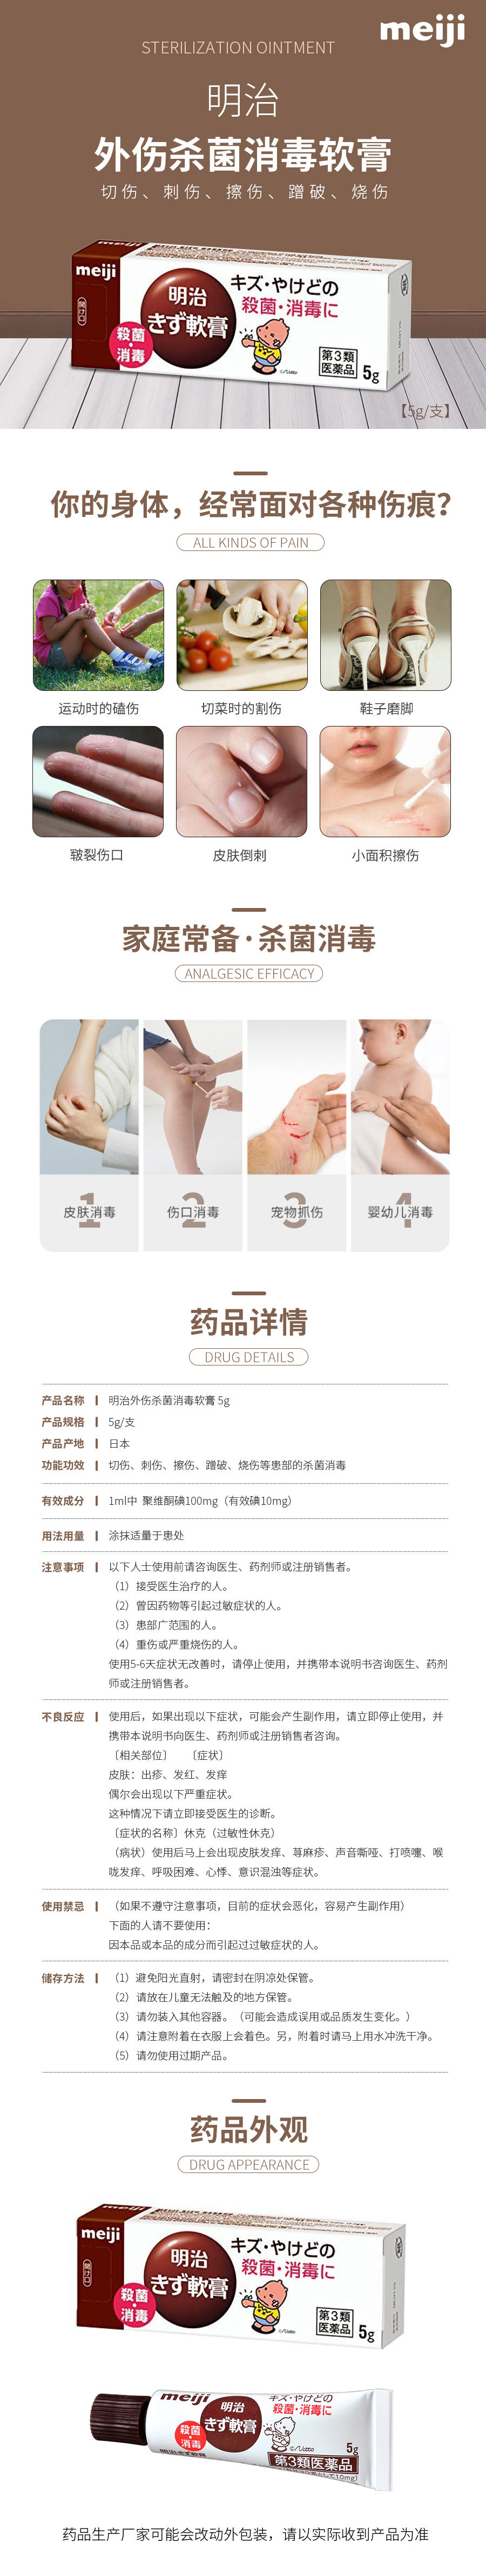 meiji
STERILIZATION OINTMENT
明治
外伤杀菌消毒软膏
切伤、刺伤、擦伤、蹭破、烧伤
meiji
開け口
明治
きず軟膏
殺菌・消毒
キズ・やけどの
殺菌・消毒に
第3類
医薬品
5g
【5g/支】
你的身体，经常面对各种伤痕?
ALL KINDS OF PAIN
运动时的磕伤
切菜时的割伤
鞋子磨脚
皲裂伤口
皮肤倒刺
小面积擦伤
家庭常备·杀菌消毒
ANALGESIC EFFICACY
1
皮肤消毒
2
伤口消毒
3
宠物抓伤
4
婴幼儿消毒
药品详情
DRUG DETAILS
产品名称 明治外伤杀菌消毒软膏 5g
产品规格 5g/支
产品产地 日本
功能功效 切伤、刺伤、擦伤、蹭破、烧伤等患部的杀菌消毒
有效成分 1ml中 聚维酮碘100mg（有效碘10mg）
用法用量 涂抹适量于患处
注意事项 以下人士使用前请咨询医生、药剂师或注册销售者。
（1）接受医生治疗的人。
（2）曾因药物等引起过敏症状的人。
（3）患部广范围的人。
（4）重伤或严重烧伤的人。
使用5-6天症状无改善时，请停止使用，并携带本说明书咨询医生、药剂
师或注册销售者。
不良反应 使用后，如果出现以下症状，可能会产生副作用，请立即停止使用，并
携带本说明书向医生、药剂师或注册销售者咨询。
〔相关部位〕 〔症状〕
皮肤：出疹、发红、发痒
偶尔会出现以下严重症状。
这种情况下请立即接受医生的诊断。
〔症状的名称〕休克（过敏性休克）
（病状）使用后马上会出现皮肤发痒、荨麻疹、声音嘶哑、打喷嚏、喉
咙发痒、呼吸困难、心悸、意识混浊等症状。
使用禁忌 （如果不遵守注意事项，目前的症状会恶化，容易产生副作用）
下面的人请不要使用：
因本品或本品的成分而引起过过敏症状的人。
储存方法 （1）避免阳光直射，请密封在阴凉处保管。
（2）请放在儿童无法触及的地方保管。
（3）请勿装入其他容器。（可能会造成误用或品质发生变化。）
（4）请注意附着在衣服上会着色。另，附着时请马上用水冲洗干净。
（5）请勿使用过期产品。
药品外观
DRUG APPEARANCE
meiji
開け口
明治
きず軟膏
殺菌・消毒
キズ・やけどの
殺菌・消毒に
第3類
医薬品
5g
meiji
明治
きず軟膏
殺菌・消毒
キズ・やけどの
殺菌・消毒に
5g
第3類医薬品
明治きず軟膏
药品生产厂家可能会改动外包装，请以实际收到产品为准